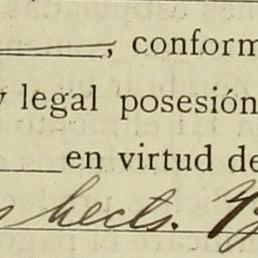 , conform
y legal posesión
en virtud de
s hects.